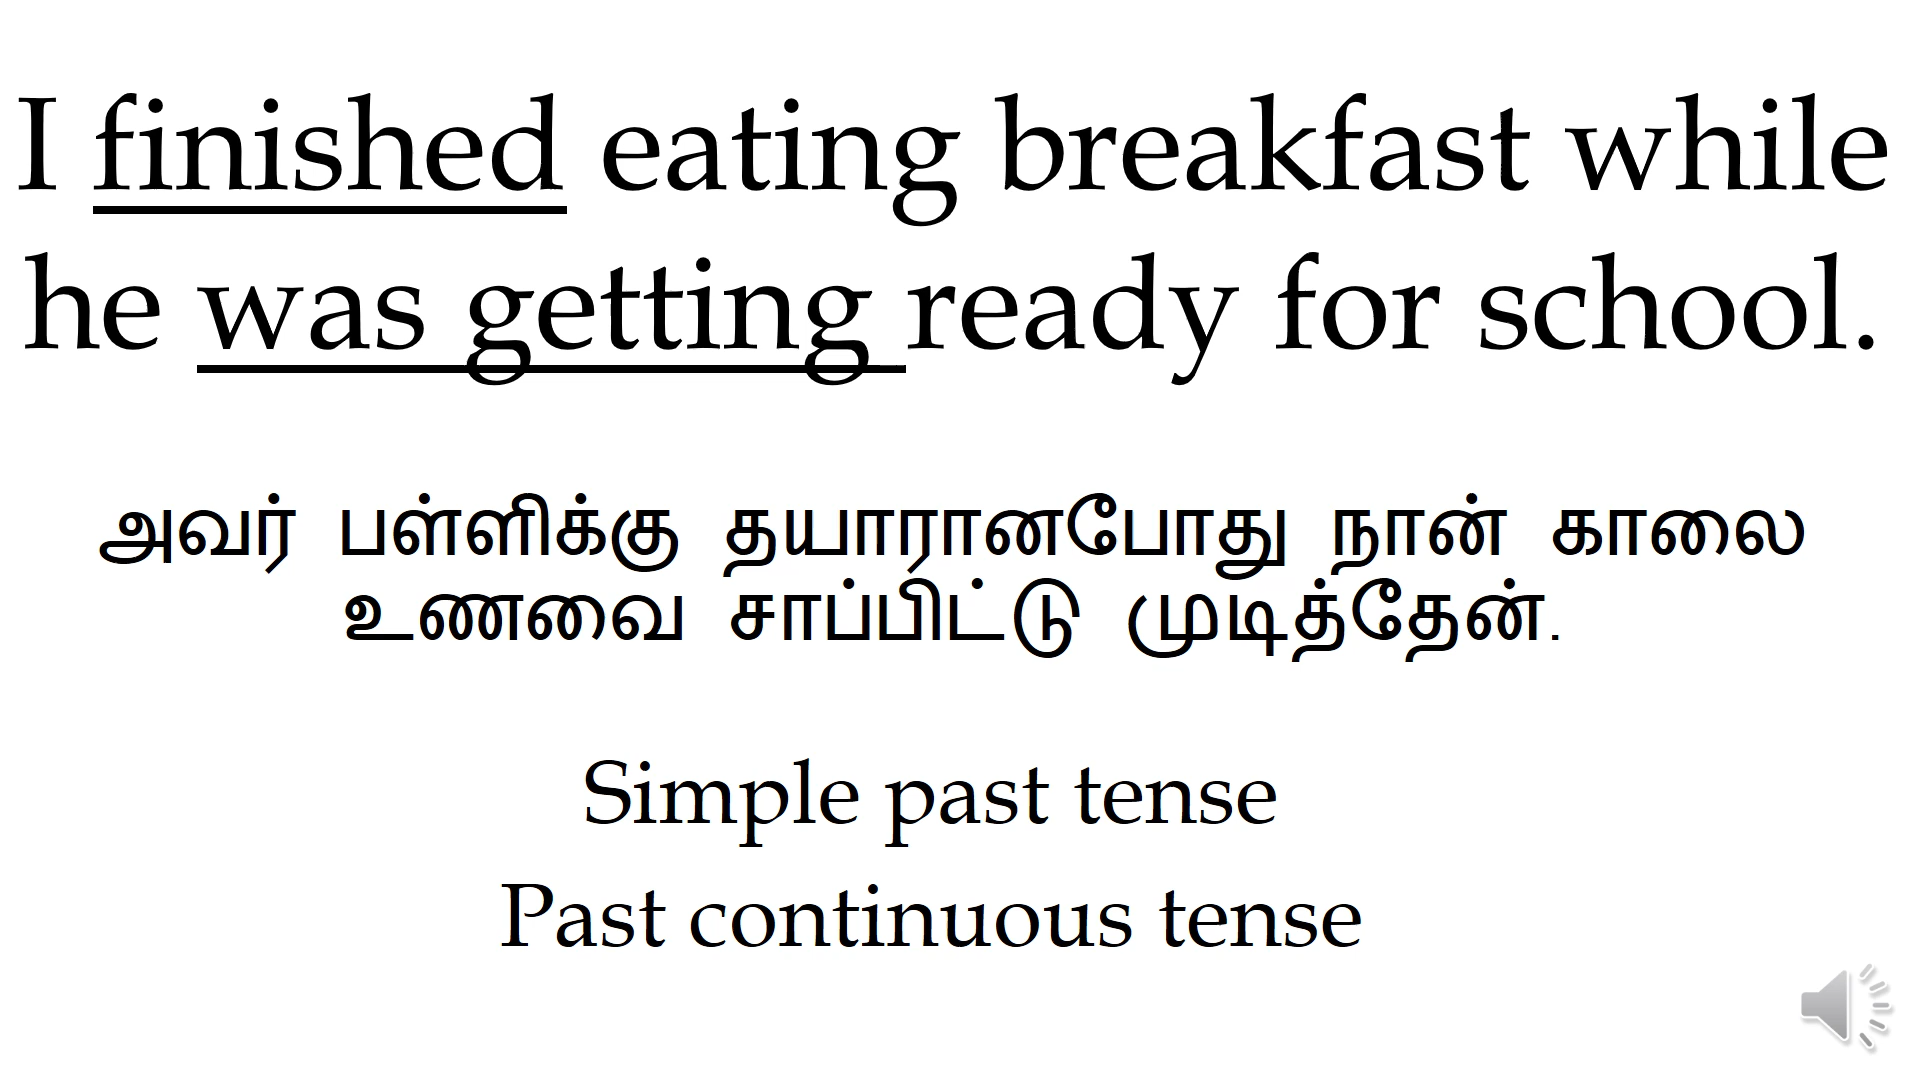 I finished eating breakfast while
he was getting ready for school.
அவர் பள்ளிக்கு தயாரானபோது நான் காலை
உணவை சாப்பிட்டு முடித்தேன்.
Simple past tense
Past continuous tense